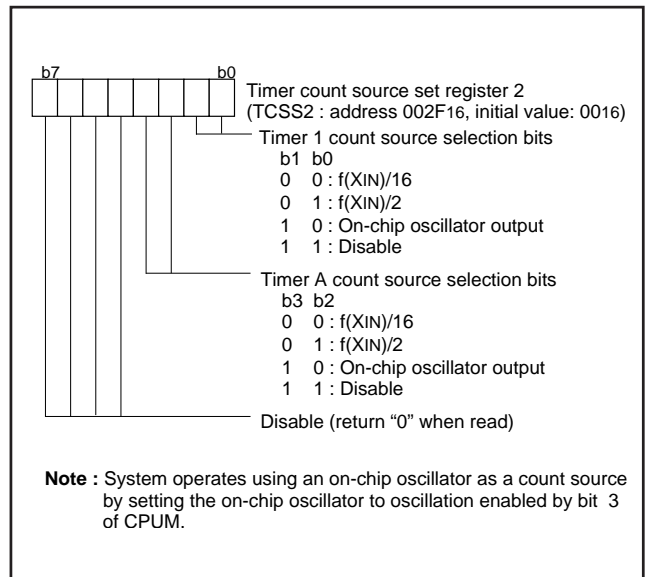 b7 b0
Timer count source set register 2
(TCSS2 : address 002F16, initial value: 0016)
Timer 1 count source selection bits
b1 b0
0 0 : f(XIN)/16
0 1 : f(XIN)/2
1 0 : On-chip oscillator output
1 1 : Disable
Timer A count source selection bits
b3 b2
0 0 : f(XIN)/16
0 1 : f(XIN)/2
1 0 : On-chip oscillator output
1 1 : Disable
Disable (return “0” when read)
Note : System operates using an on-chip oscillator as a count source
by setting the on-chip oscillator to oscillation enabled by bit 3
of CPUM.